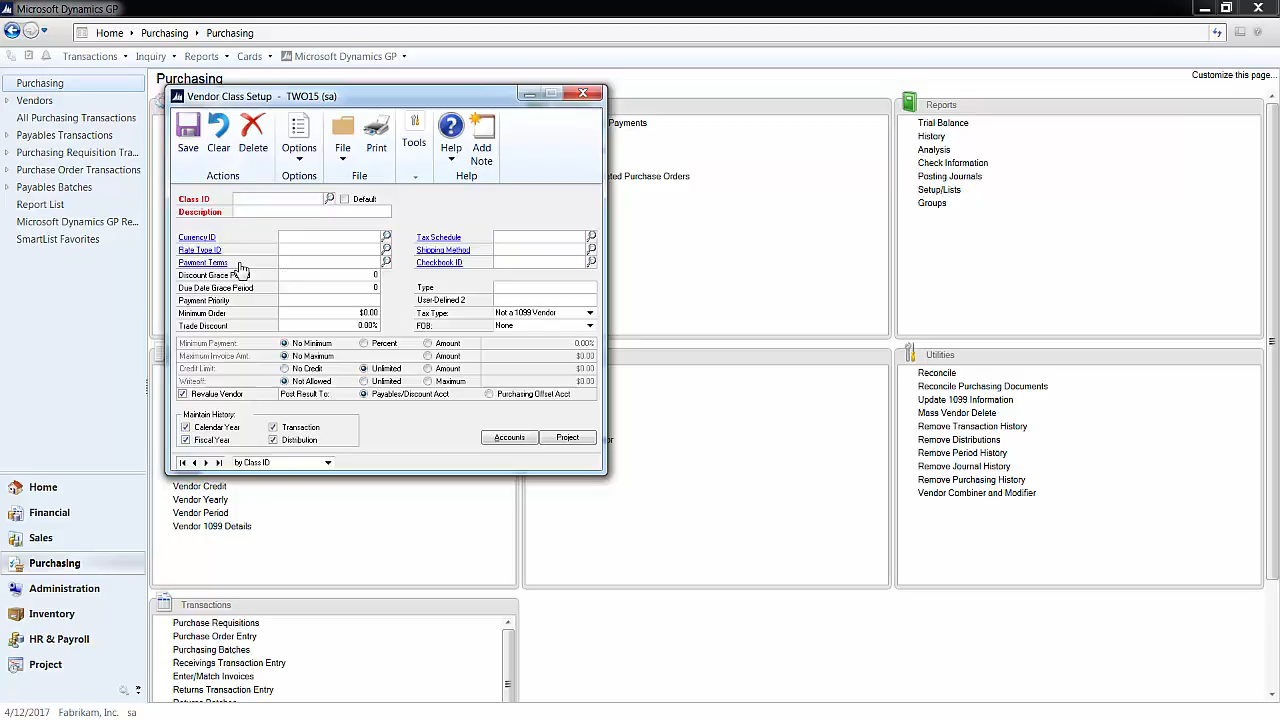 Microsoft Dynamics GP
Home Purchasing Purchasing
Transactions Inquiry Reports Cards Microsoft Dynamics GP
Customize this page...
Purchasing
Vendors
All Purchasing Transactions
Payables Transactions
Purchasing Requisition Tra...
Purchase Order Transactions
Payables Batches
Report List
Microsoft Dynamics GP Re...
SmartList Favorites
Home
Financial
Sales
Purchasing
Administration
Inventory
HR & Payroll
Project
Purchasing
Vendor Class Setup - TWO15 (sa)
Save Clear Delete Options File Print Tools Help Add Note
Actions Options File Help
Class ID Default
Description
Currency ID Tax Schedule
Rate Type ID Shipping Method
Payment Terms Checkbook ID
Discount Grace 0
Due Date Grace Period 0 Type
Payment Priority User-Defined 2
Minimum Order $0.00 Tax Type: Not a 1099 Vendor
Trade Discount 0.00% FOB: None
Minimum Payment: No Minimum Percent Amount 0.00%
Maximum Invoice Amt: No Maximum Amount $0.00
Credit Limit: No Credit Unlimited Amount $0.00
Writeoff: Not Allowed Unlimited Maximum $0.00
Revalue Vendor Post Result To: Payables/Discount Acct Purchasing Offset Acct
Maintain History:
Calendar Year Transaction
Fiscal Year Distribution
Accounts Project
by Class ID
Payments
Purchase Orders
Vendor Credit
Vendor Yearly
Vendor Period
Vendor 1099 Details
Transactions
Purchase Requisitions
Purchase Order Entry
Purchasing Batches
Receivings Transaction Entry
Enter/Match Invoices
Returns Transaction Entry
Reports
Trial Balance
History
Analysis
Check Information
Posting Journals
Setup/Lists
Groups
Utilities
Reconcile
Reconcile Purchasing Documents
Update 1099 Information
Mass Vendor Delete
Remove Transaction History
Remove Distributions
Remove Period History
Remove Journal History
Remove Purchasing History
Vendor Combiner and Modifier
4/12/2017 Fabrikam, Inc. sa